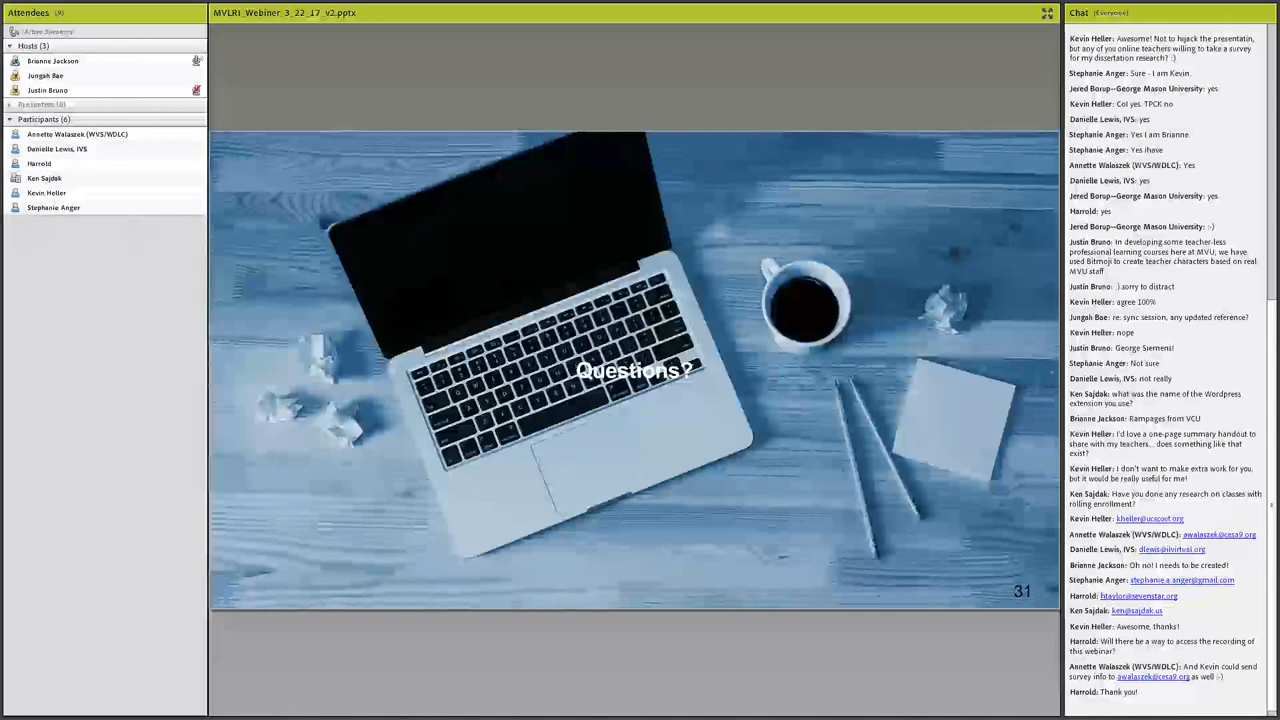 Attendees (9)
Active Speakers
Hosts (3)
Brianne Jackson
Jungah Bae
Justin Bruno
Presenters (0)
Participants (6)
Annette Walaszek (WVS/WDLC)
Danielle Lewis, IVS
Harrold
Ken Sajdak
Kevin Heller
Stephanie Anger
MVLRI_Webiner_3_22_17_v2.pptx
Questions?
31
Chat (Everyone)
Kevin Heller: Awesome! Not to hijack the presentatin,
but any of you online teachers willing to take a survey
for my dissertation research? :)
Stephanie Anger: Sure - I am Kevin.
Jered Borup--George Mason University: yes
Kevin Heller: CoI yes. TPCK no
Danielle Lewis, IVS: yes
Stephanie Anger: Yes I am Brianne.
Stephanie Anger: Yes ihave
Annette Walaszek (WVS/WDLC): Yes
Danielle Lewis, IVS: yes
Jered Borup--George Mason University: yes
Harrold: yes
Jered Borup--George Mason University: :-)
Justin Bruno: In developing some teacher-less
professional learning courses here at MVU, we have
used Bitmoji to create teacher characters based on real
MVU staff
Justin Bruno: :) sorry to distract
Kevin Heller: agree 100%
Jungah Bae: re: sync session, any updated reference?
Kevin Heller: nope
Justin Bruno: George Siemens!
Stephanie Anger: Not sure
Danielle Lewis, IVS: not really
Ken Sajdak: what was the name of the Wordpress
extension you use?
Brianne Jackson: Rampages from VCU
Kevin Heller: I'd love a one-page summary handout to
share with my teachers... does something like that
exist?
Kevin Heller: I don't want to make extra work for you,
but it would be really useful for me!
Ken Sajdak: Have you done any research on classes with
rolling enrollment?
Kevin Heller: kheller@ucscout.org
Annette Walaszek (WVS/WDLC): awalaszek@cesa9.org
Danielle Lewis, IVS: dlewis@ilvirtual.org
Brianne Jackson: Oh no! I needs to be created!
Stephanie Anger: stephanie.a.anger@gmail.com
Harrold: htaylor@sevenstar.org
Ken Sajdak: ken@sajdak.us
Kevin Heller: Awesome, thanks!
Harrold: Will there be a way to access the recording of
this webinar?
Annette Walaszek (WVS/WDLC): And Kevin could send
survey info to awalaszek@cesa9.org as well :-)
Harrold: Thank you!